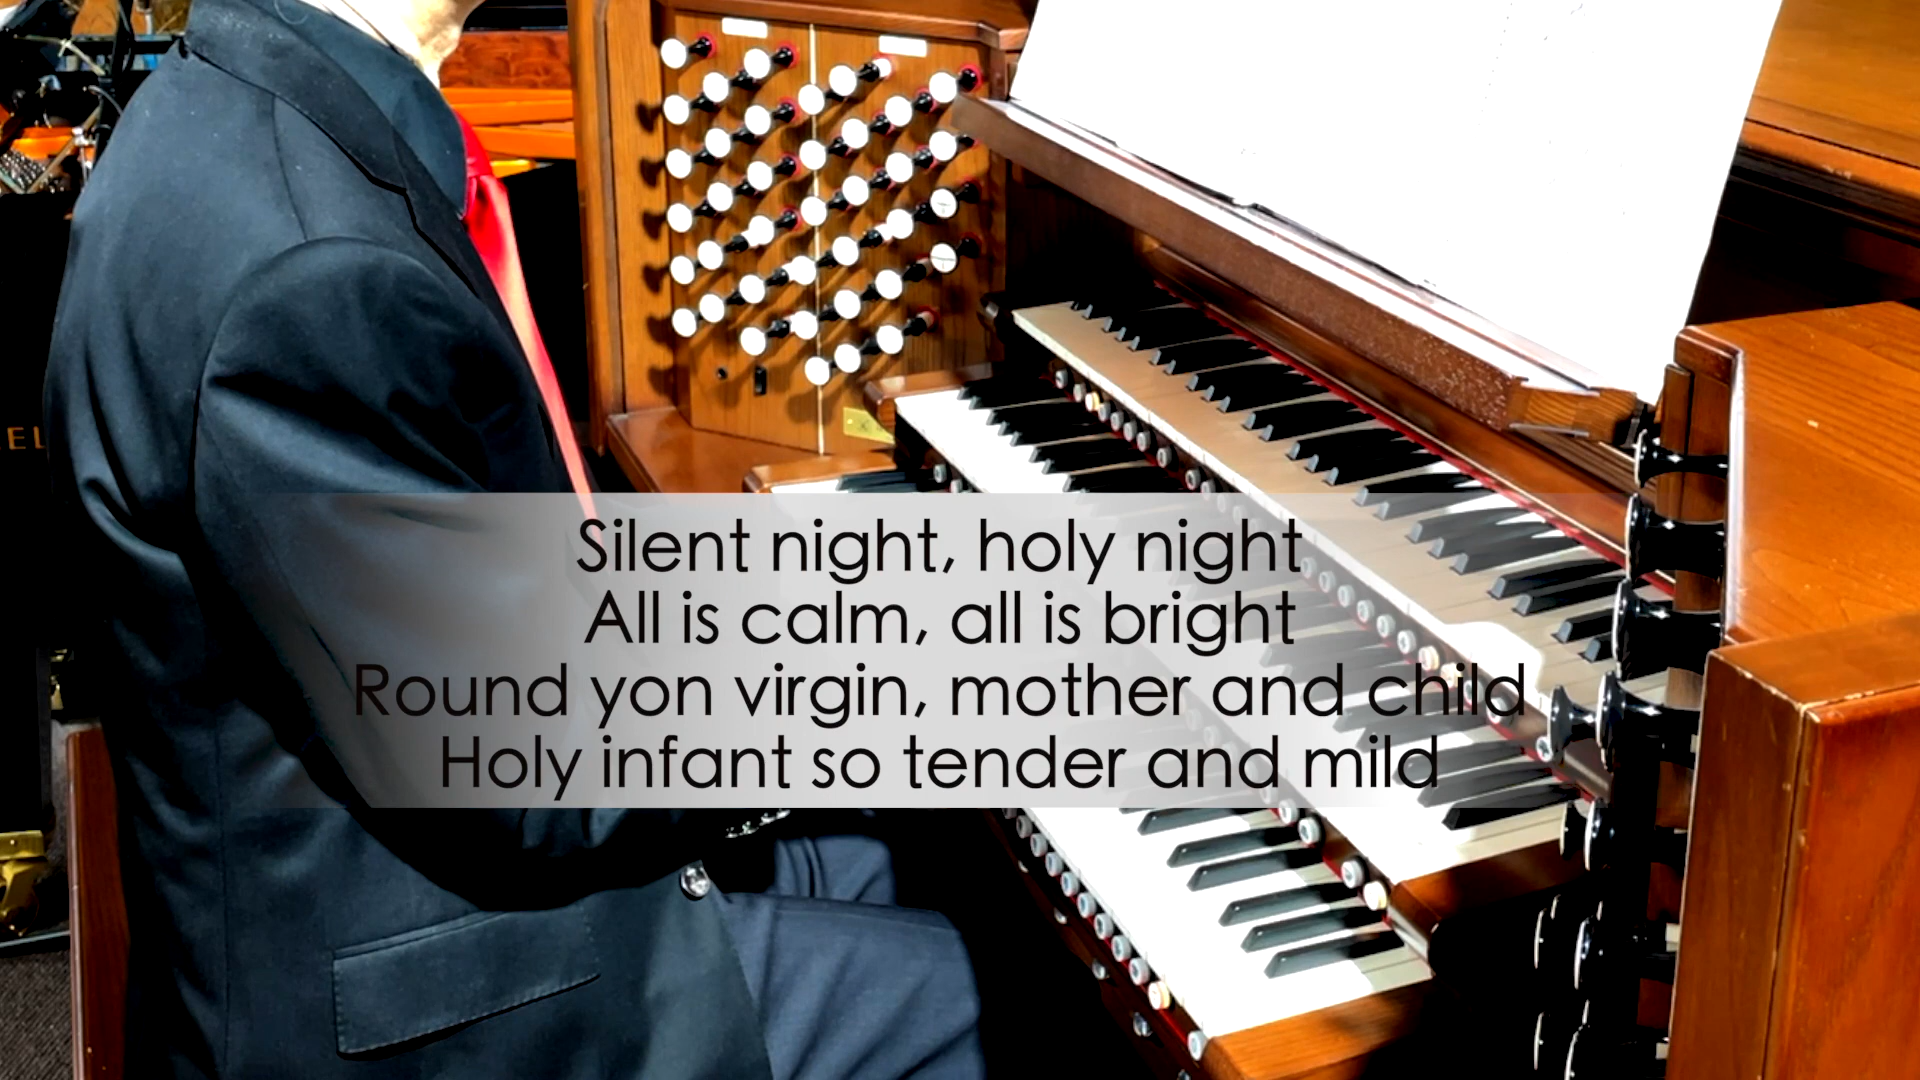 Silent night, holy night
All is calm, all is bright
Round yon virgin, mother and child
Holy infant so tender and mild